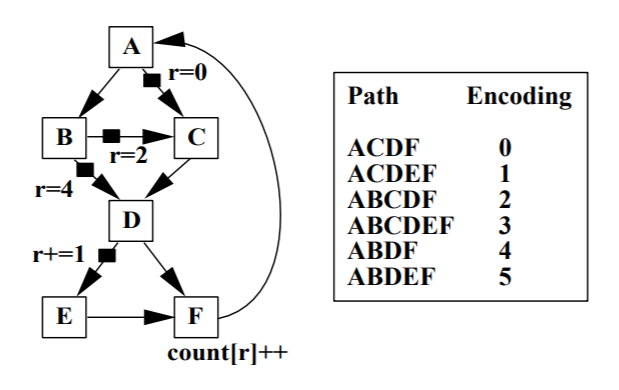 A
r=0
B
C
r=2
r=4
D
r+=1
E
F
count[r]++
Path Encoding
ACDF 0
ACDEF 1
ABCDF 2
ABCDEF 3
ABDF 4
ABDEF 5